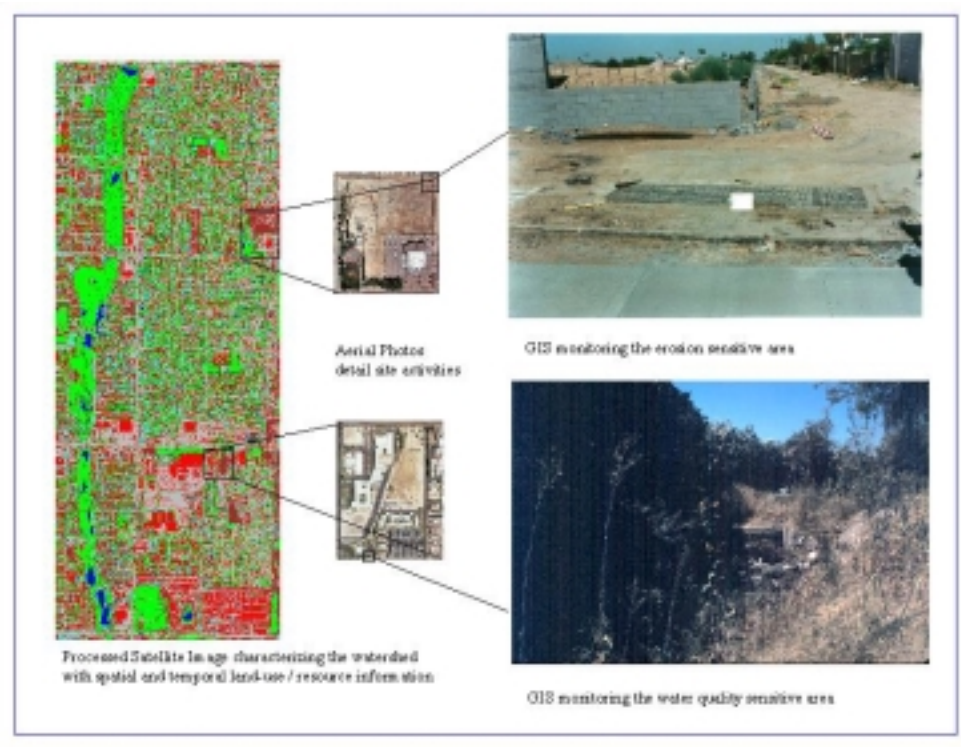 Aerial Photos
detail site activities
GIS monitoring the erosion sensitive area
Processed Satellite Image characterizing the watershed
with spatial and temporal land-use / resource information
GIS monitoring the water quality sensitive area